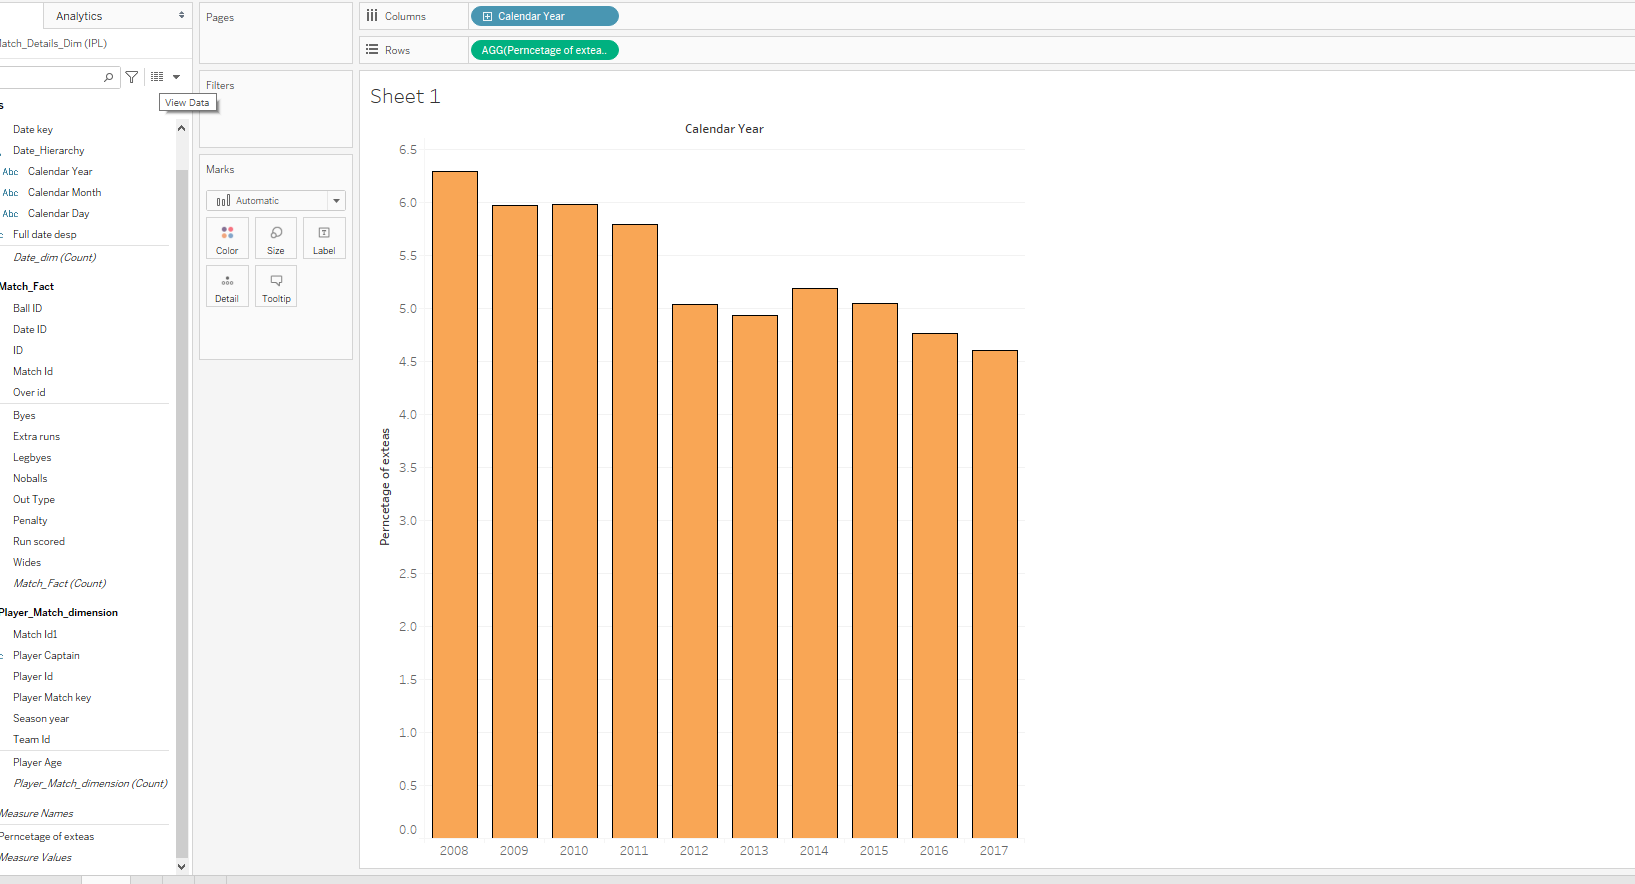 Analytics
Match_Details_Dim (IPL)
View Data
s
Date key
Date_Hierarchy
Abc Calendar Year
Abc Calendar Month
Abc Calendar Day
c Full date desp
Date_dim (Count)
Match_Fact
Ball ID
Date ID
ID
Match Id
Over id
Byes
Extra runs
Legbyes
Noballs
Out Type
Penalty
Run scored
Wides
Match_Fact (Count)
Player_Match_dimension
Match Id1
c Player Captain
Player Id
Player Match key
Season year
Team Id
Player Age
Player_Match_dimension (Count)
Measure Names
Perncetage of exteas
Measure Values
Pages
Filters
Marks
Automatic
Color Size Label
Detail Tooltip
Columns Calendar Year
Rows AGG(Perncetage of extea..
Sheet 1
Calendar Year
Perncetage of exteas
6.5
6.0
5.5
5.0
4.5
4.0
3.5
3.0
2.5
2.0
1.5
1.0
0.5
0.0
2008 2009 2010 2011 2012 2013 2014 2015 2016 2017